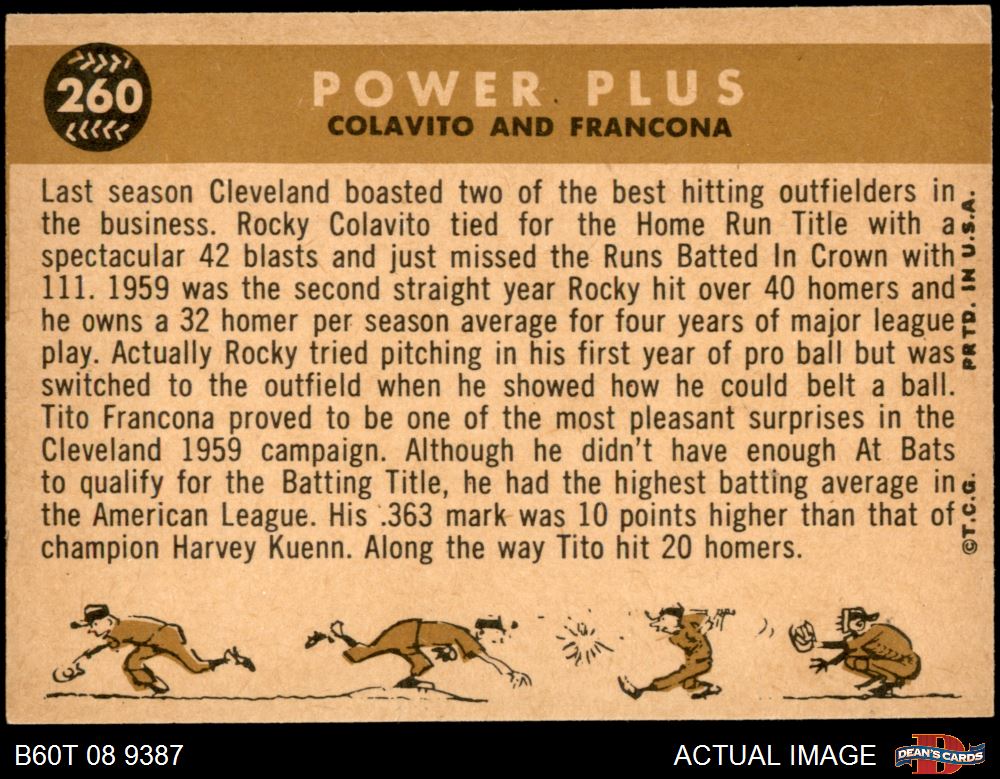 260
POWER PLUS
COLAVITO AND FRANCONA
Last season Cleveland boasted two of the best hitting outfielders in
the business. Rocky Colavito tied for the Home Run Title with a
spectacular 42 blasts and just missed the Runs Batted In Crown with
111. 1959 was the second straight year Rocky hit over 40 homers and
he owns a 32 homer per season average for four years of major league
play. Actually Rocky tried pitching in his first year of pro ball but was
switched to the outfield when he showed how he could belt a ball.
Tito Francona proved to be one of the most pleasant surprises in the
Cleveland 1959 campaign. Although he didn't have enough At Bats
to qualify for the Batting Title, he had the highest batting average in
the American League. His .363 mark was 10 points higher than that of
champion Harvey Kuenn. Along the way Tito hit 20 homers.
©T.C.G. PRTD. IN U.S.A.
B60T 08 9387
ACTUAL IMAGE
D
DEAN'S CARDS